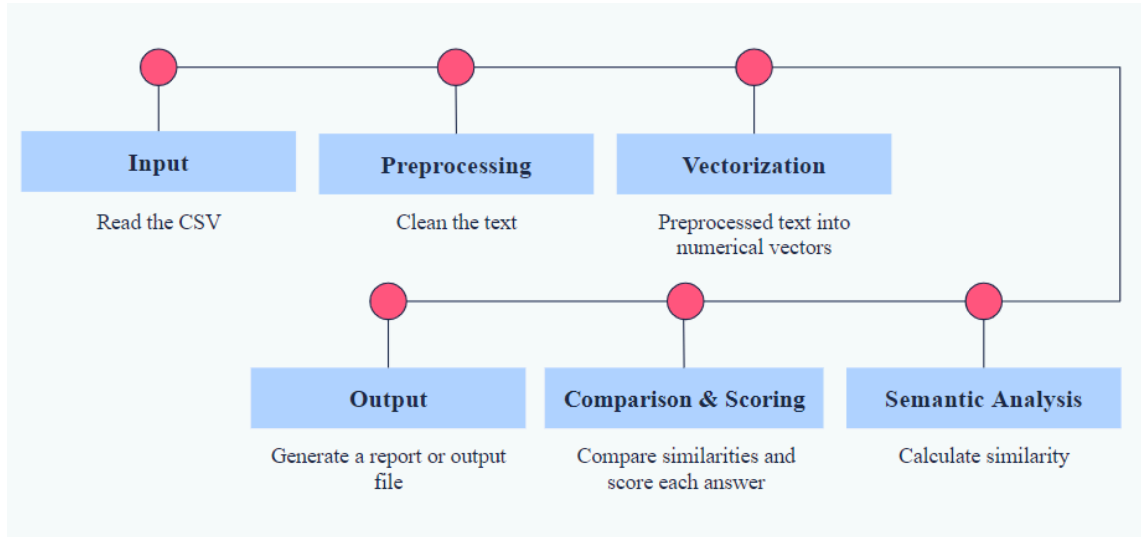 Input
Read the CSV
Preprocessing
Clean the text
Vectorization
Preprocessed text into
numerical vectors
Semantic Analysis
Calculate similarity
Comparison & Scoring
Compare similarities and
score each answer
Output
Generate a report or output
file